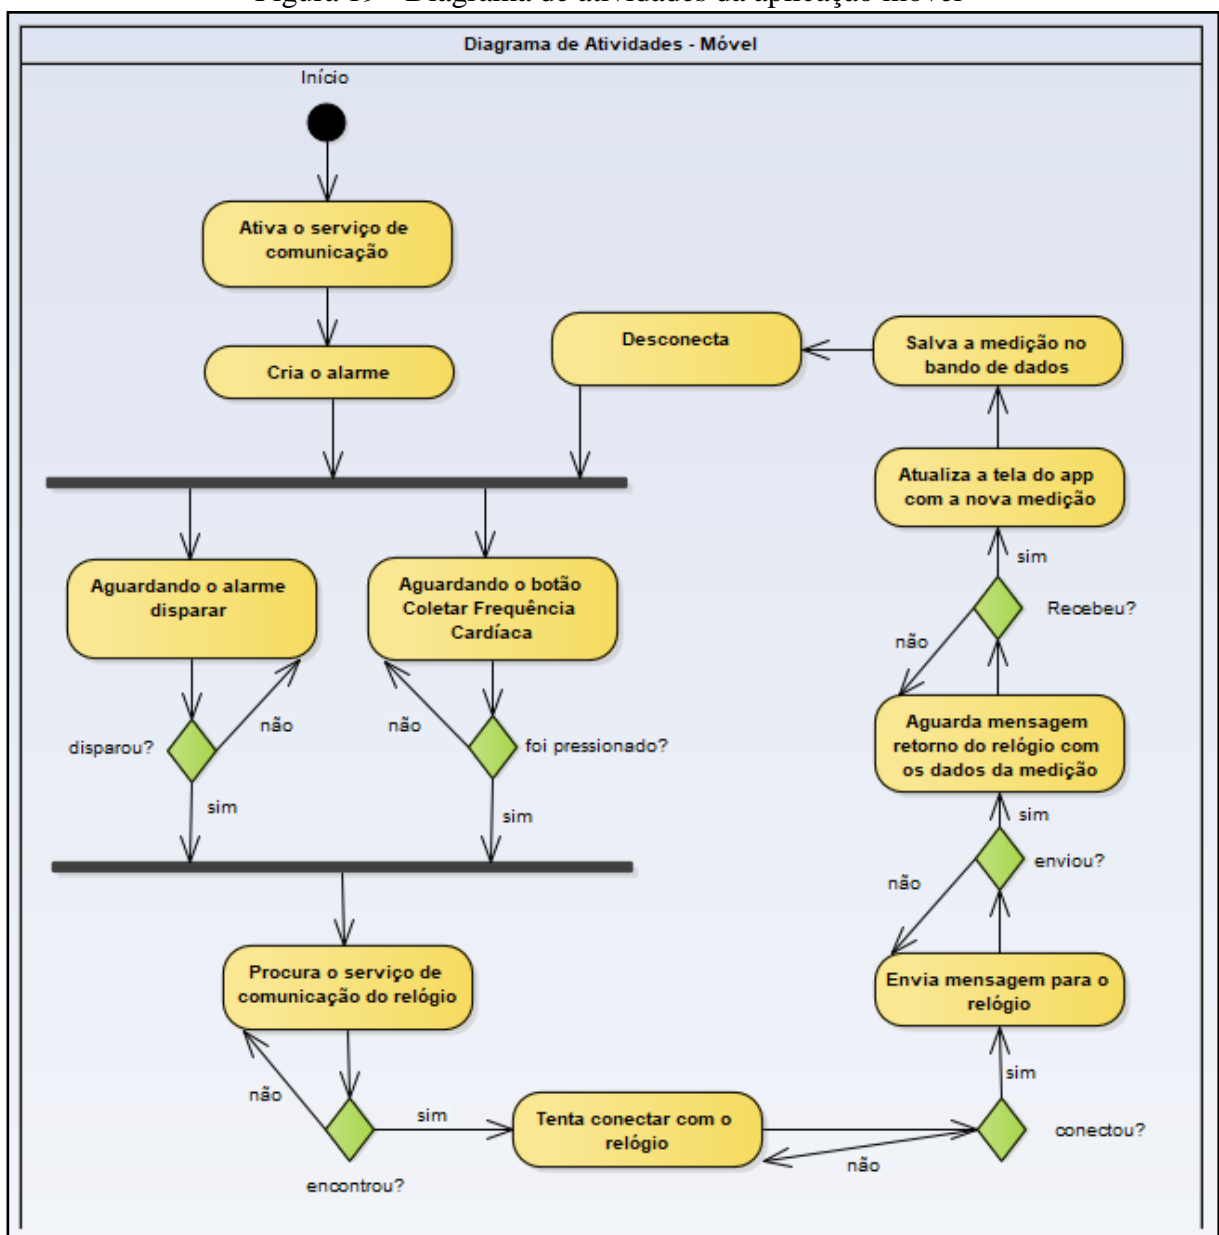 Figura 19 - Diagrama de atividades da aplicação móvel
Diagrama de Atividades - Móvel
Início
Ativa o serviço de
comunicação
Cria o alarme
Desconecta
Salva a medição no
bando de dados
Atualiza a tela do app
com a nova medição
sim
Recebeu?
não
Aguardando o alarme
disparar
Aguardando o botão
Coletar Frequência
Cardíaca
disparou?
não
sim
não
foi pressionado?
sim
Aguarda mensagem
retorno do relógio com
os dados da medição
sim
enviou?
não
Envia mensagem para o
relógio
Procura o serviço de
comunicação do relógio
não
encontrou?
sim
Tenta conectar com o
relógio
não
sim
conectou?